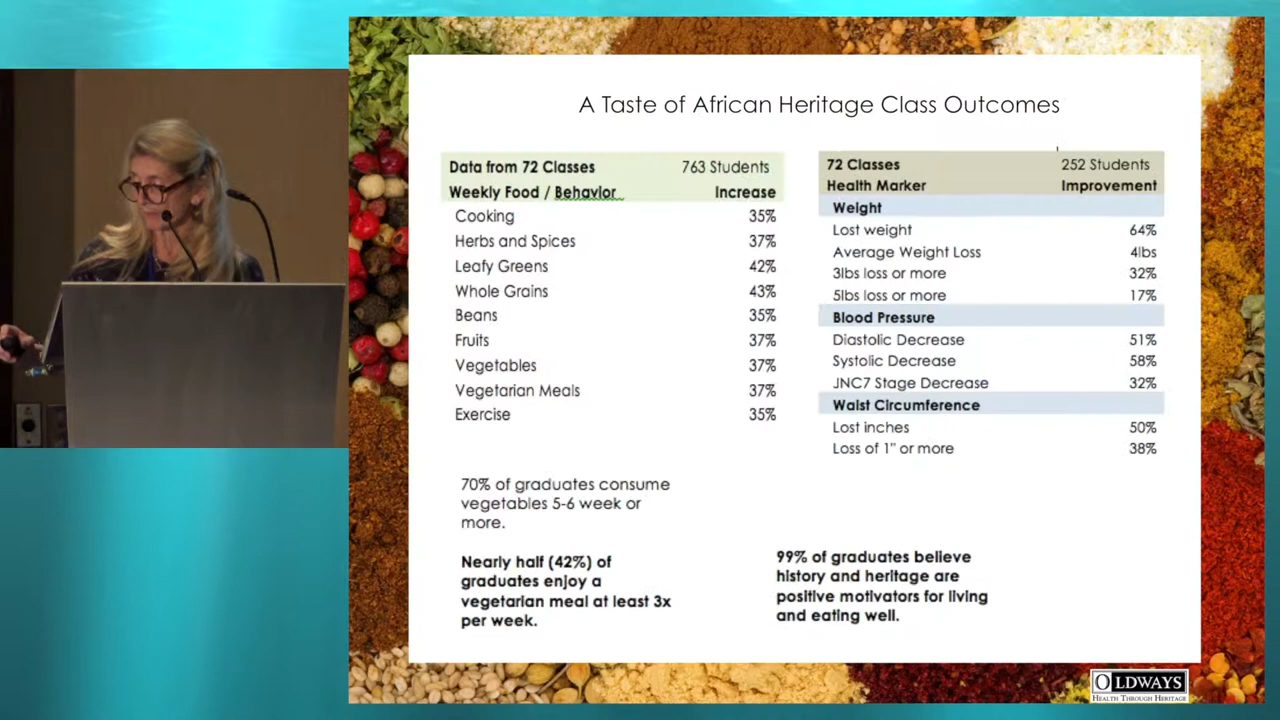 A Taste of African Heritage Class Outcomes
Data from 72 Classes 763 Students
Weekly Food / Behavior Increase
Cooking 35%
Herbs and Spices 37%
Leafy Greens 42%
Whole Grains 43%
Beans 35%
Fruits 37%
Vegetables 37%
Vegetarian Meals 37%
Exercise 35%
70% of graduates consume
vegetables 5-6 week or
more.
Nearly half (42%) of
graduates enjoy a
vegetarian meal at least 3x
per week.
72 Classes 252 Students
Health Marker Improvement
Weight
Lost weight 64%
Average Weight Loss 4lbs
3lbs loss or more 32%
5lbs loss or more 17%
Blood Pressure
Diastolic Decrease 51%
Systolic Decrease 58%
JNC7 Stage Decrease 32%
Waist Circumference
Lost inches 50%
Loss of 1" or more 38%
99% of graduates believe
history and heritage are
positive motivators for living
and eating well.
OLDWAYS
HEALTH THROUGH HERITAGE